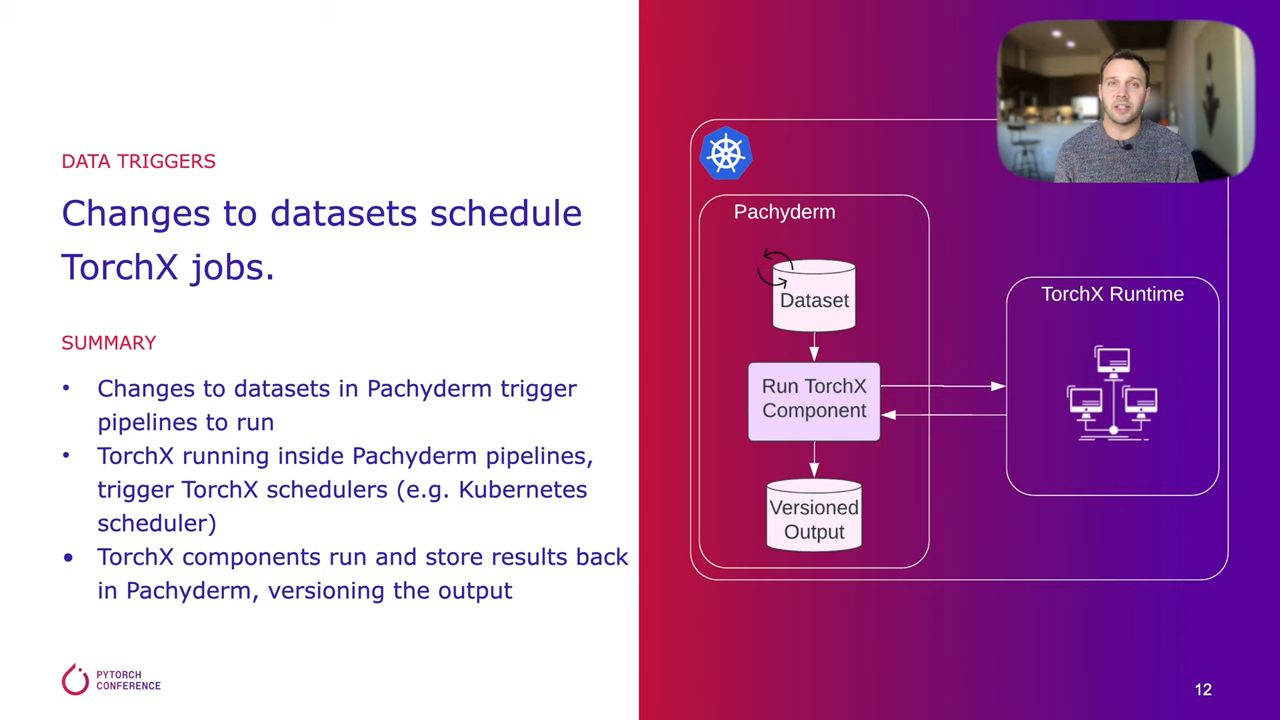 DATA TRIGGERS
Changes to datasets schedule
TorchX jobs.
SUMMARY
• Changes to datasets in Pachyderm trigger
pipelines to run
• TorchX running inside Pachyderm pipelines,
trigger TorchX schedulers (e.g. Kubernetes
scheduler)
• TorchX components run and store results back
in Pachyderm, versioning the output
PYTORCH
CONFERENCE
Pachyderm
Dataset
Run TorchX
Component
Versioned
Output
TorchX Runtime
12